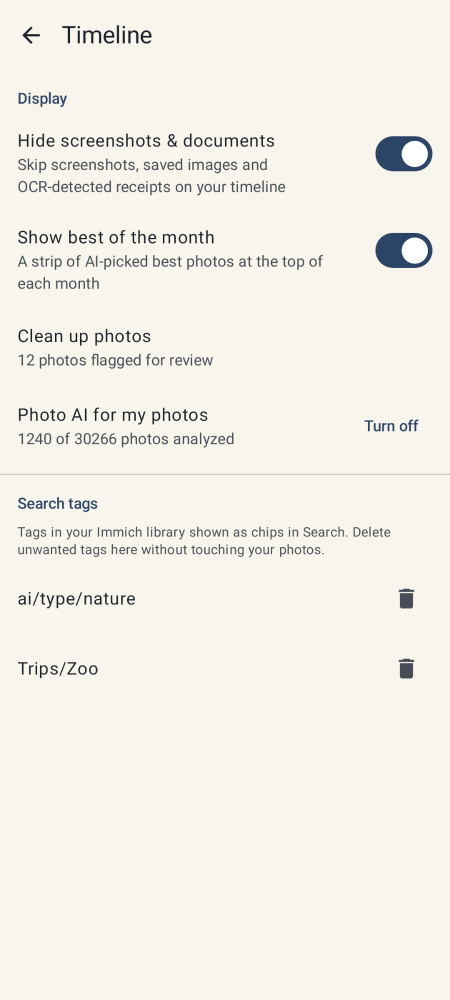 Timeline
Display
Hide screenshots & documents
Skip screenshots, saved images and
OCR-detected receipts on your timeline
Show best of the month
A strip of AI-picked best photos at the top of
each month
Clean up photos
12 photos flagged for review
Photo AI for my photos
1240 of 30266 photos analyzed
Turn off
Search tags
Tags in your Immich library shown as chips in Search. Delete
unwanted tags here without touching your photos.
ai/type/nature
Trips/Zoo